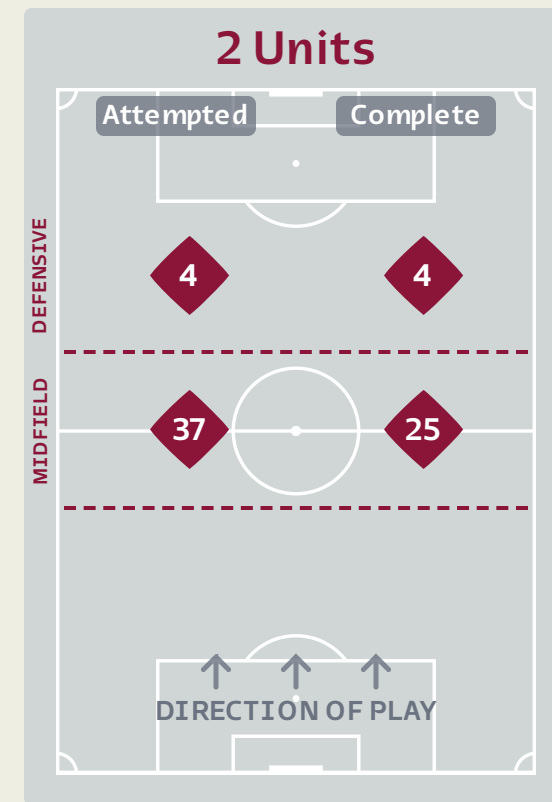 2 Units
Attempted Complete
DEFENSIVE
4 4
MIDFIELD
37 25
DIRECTION OF PLAY